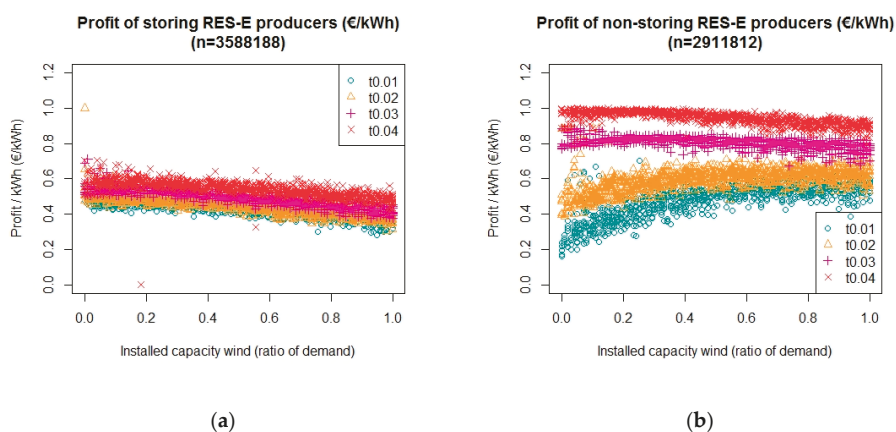 Profit of storing RES-E producers (€/kWh)
(n=3588188)
Profit / kWh (€/kWh)
1.2
1.0
0.8
0.6
0.4
0.2
0.0
t0.01
t0.02
t0.03
t0.04
0.0 0.2 0.4 0.6 0.8 1.0
Installed capacity wind (ratio of demand)
(a)
Profit of non-storing RES-E producers (€/kWh)
(n=2911812)
Profit / kWh (€/kWh)
1.2
1.0
0.8
0.6
0.4
0.2
0.0
t0.01
t0.02
t0.03
t0.04
0.0 0.2 0.4 0.6 0.8 1.0
Installed capacity wind (ratio of demand)
(b)